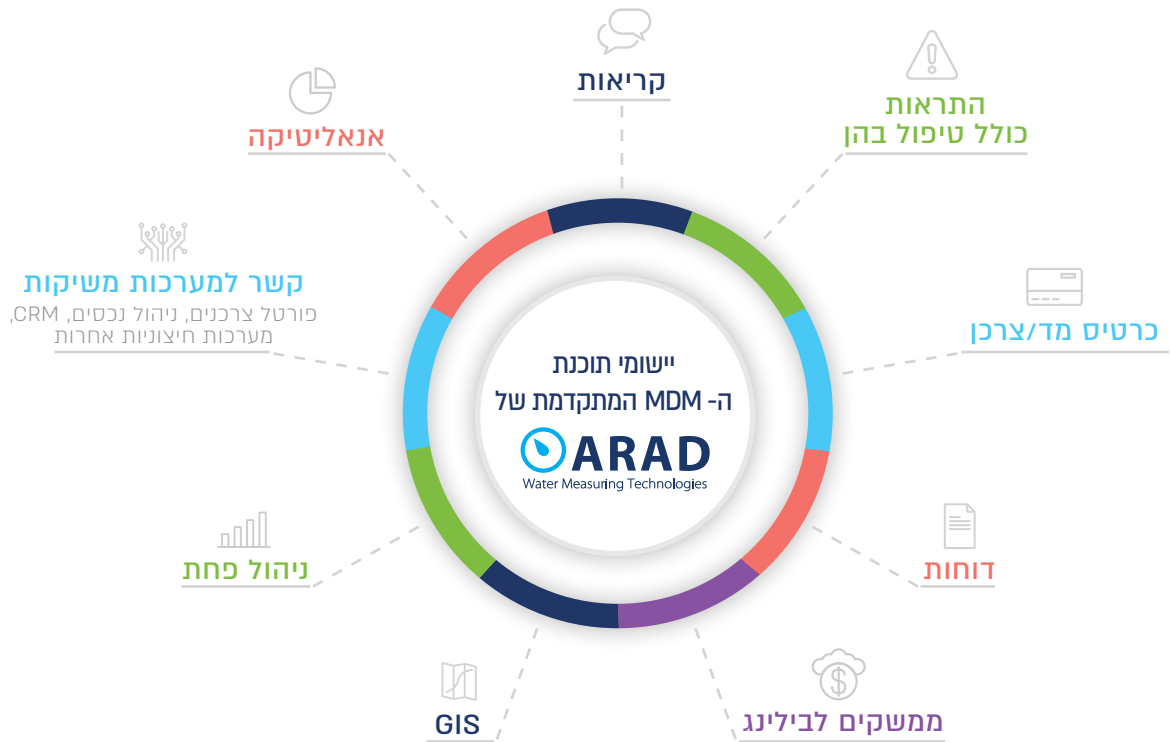 קריאות
התראות
כולל טיפול בהן
אנאליטיקה
קשר למערכות משיקות
פורטל צרכנים, ניהול נכסים, CRM,
מערכות חיצוניות אחרות
כרטיס מד/צרכן
יישומי תוכנת
ה- MDM המתקדמת של
ARAD
Water Measuring Technologies
ניהול פחת
דוחות
GIS
ממשקים לבילינג